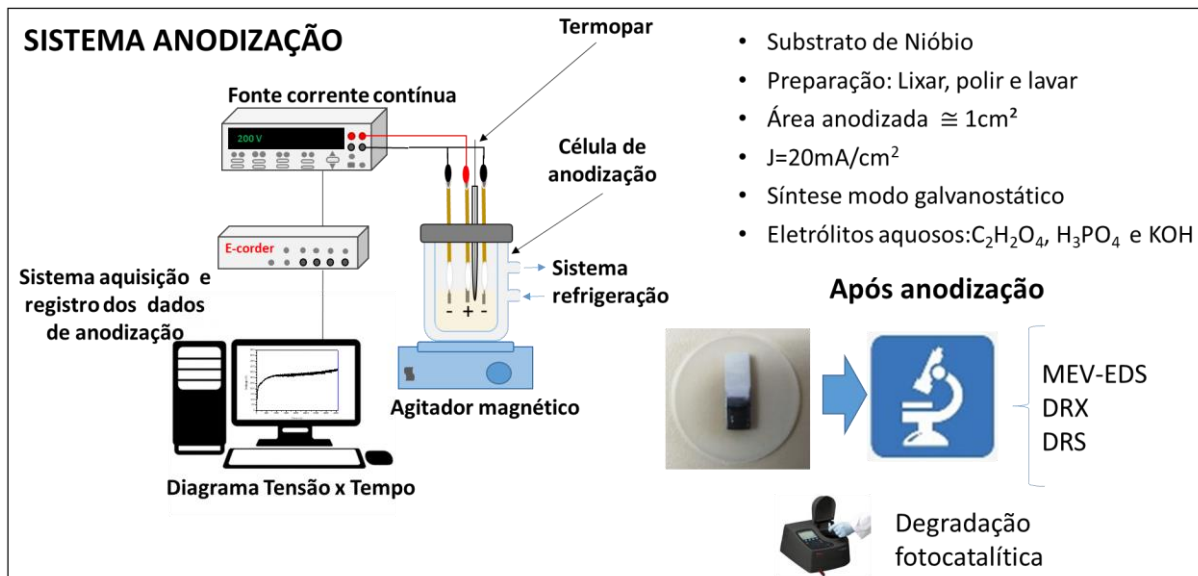 SISTEMA ANODIZAÇÃO
Termopar
Fonte corrente contínua
200 V
Célula de
anodização
E-corder
Sistema aquisição e
registro dos dados
de anodização
Sistema
refrigeração
- + -
Agitador magnético
Diagrama Tensão x Tempo
• Substrato de Nióbio
• Preparação: Lixar, polir e lavar
• Área anodizada ≅ 1cm²
• J=20mA/cm²
• Síntese modo galvanostático
• Eletrólitos aquosos:C₂H₂O₄, H₃PO₄ e KOH
Após anodização
MEV-EDS
DRX
DRS
Degradação
fotocatalítica